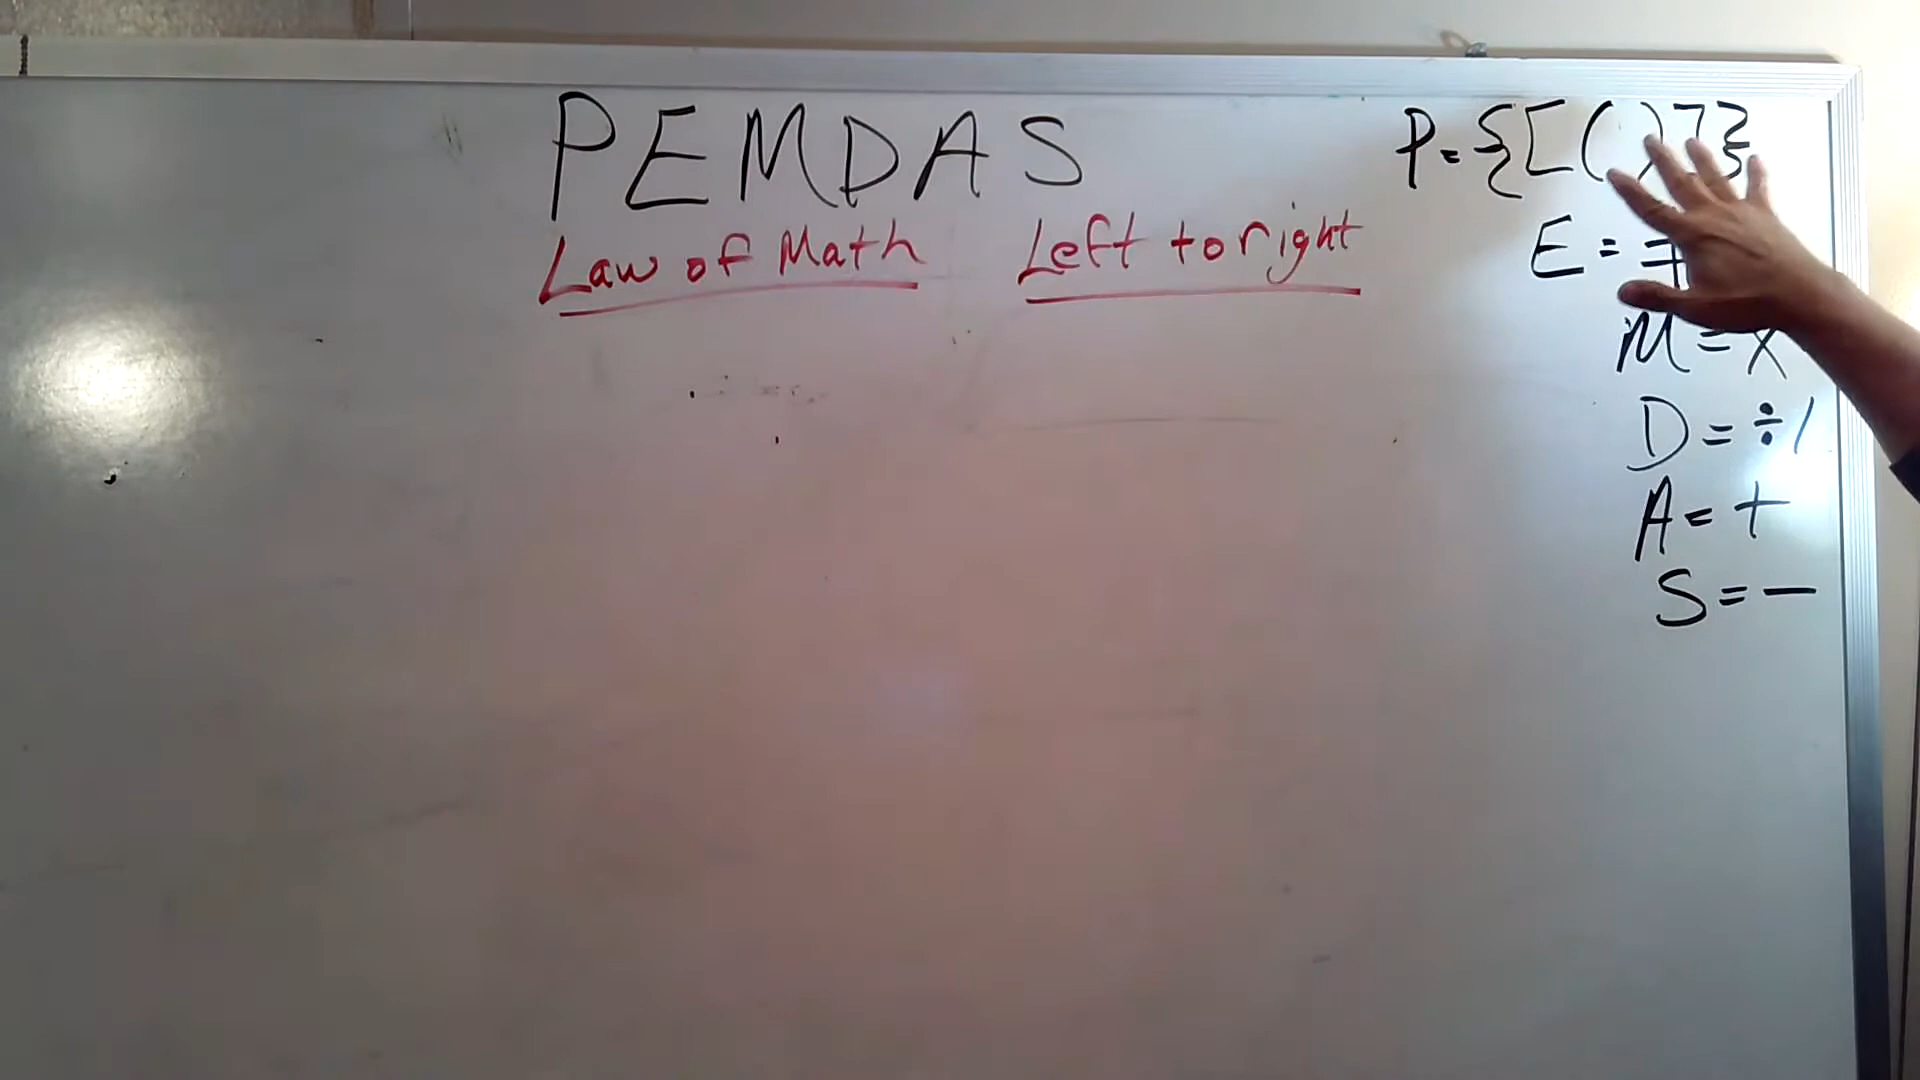 PEMDAS
Law of Math Left to right
P={[()]}
E=
M=X
D=÷/
A=+
S=−